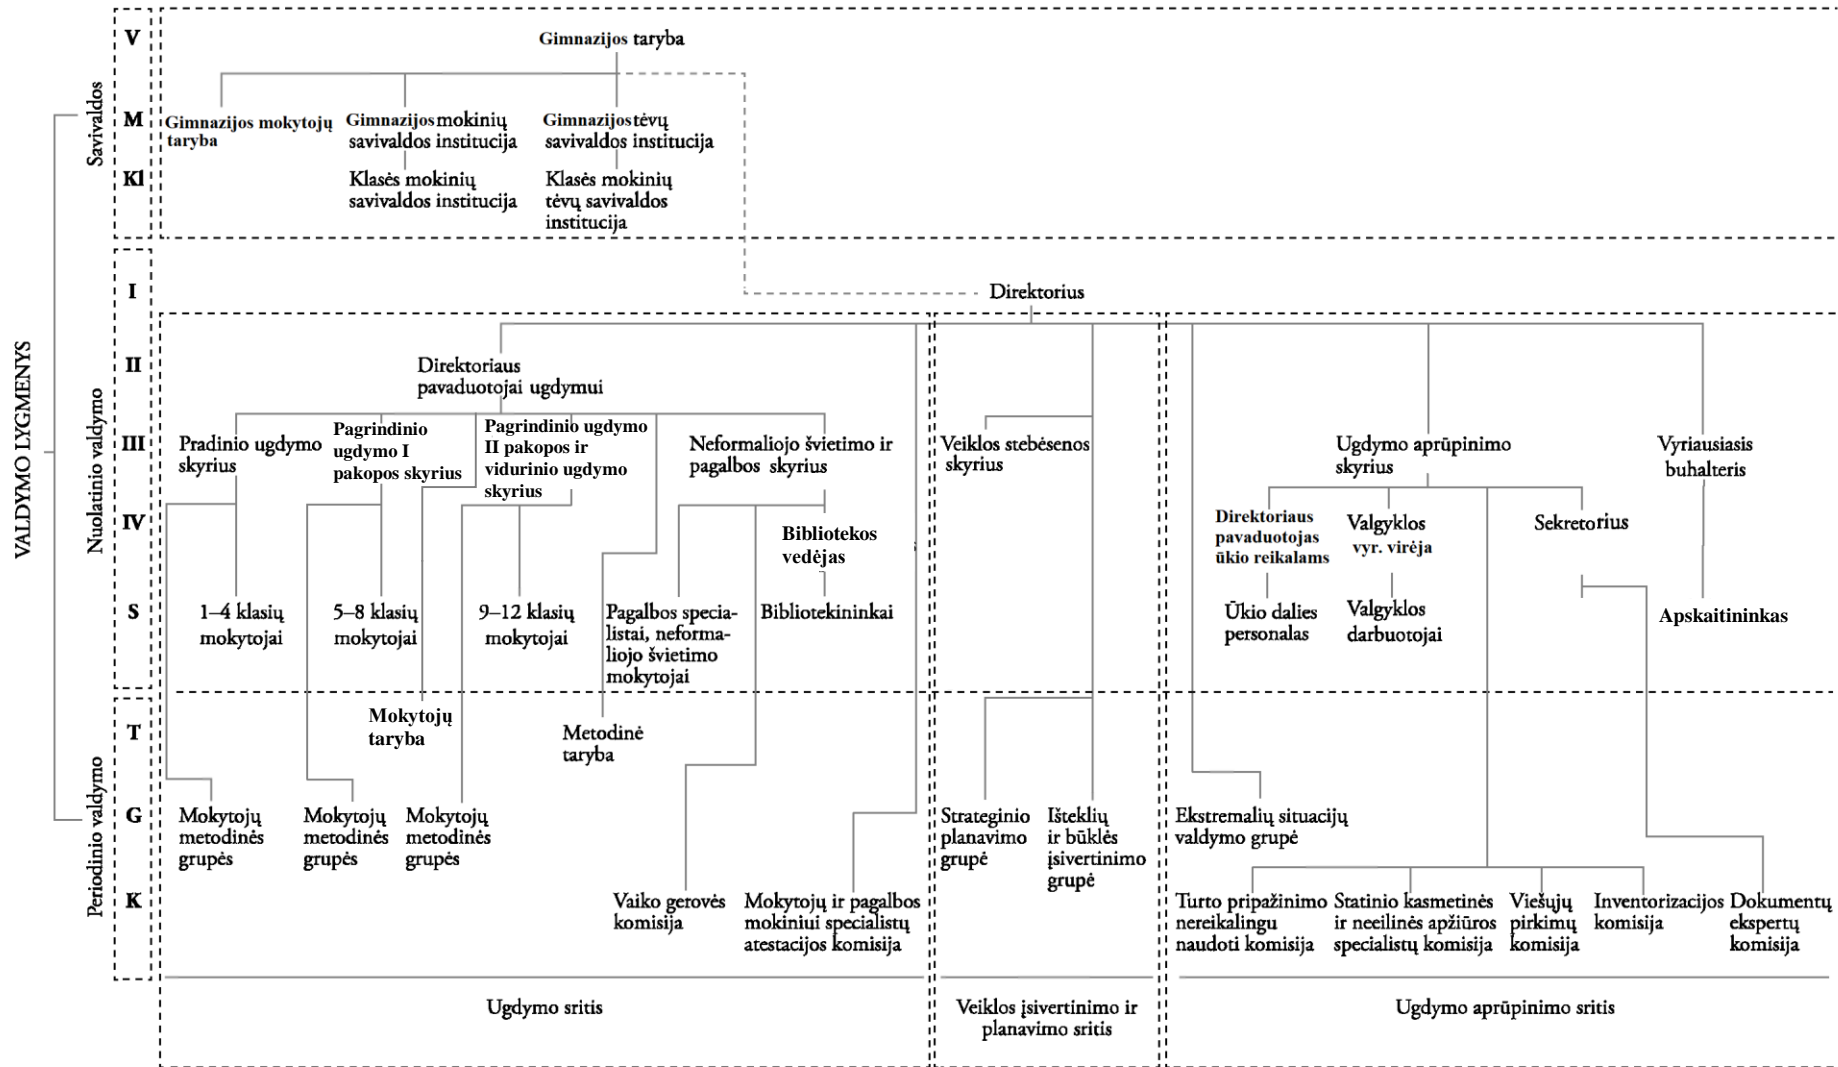 VALDYMO LYGMENYS
Savivaldos
Nuolatinio valdymo
Periodinio valdymo
V
Gimnazijos taryba
M
Gimnazijos mokytojų
taryba
Gimnazijos mokinių
savivaldos institucija
Gimnazijos tėvų
savivaldos institucija
Kl
Klasės mokinių
savivaldos institucija
Klasės mokinių
tėvų savivaldos
institucija
I
Direktorius
II
Direktoriaus
pavaduotojai ugdymui
III
Pradinio ugdymo
skyrius
Pagrindinio
ugdymo I
pakopos skyrius
Pagrindinio ugdymo
II pakopos ir
vidurinio ugdymo
skyrius
Neformaliojo švietimo ir
pagalbos skyrius
Veiklos stebėsenos
skyrius
Ugdymo aprūpinimo
skyrius
Vyriausiasis
buhalteris
IV
Bibliotekos
vedėjas
Direktoriaus
pavaduotojas
ūkio reikalams
Valgyklos
vyr. virėja
Sekretorius
S
1–4 klasių
mokytojai
5–8 klasių
mokytojai
9–12 klasių
mokytojai
Pagalbos specia-
listai, neforma-
liojo švietimo
mokytojai
Bibliotekininkai
Ūkio dalies
personalas
Valgyklos
darbuotojai
Apskaitininkas
T
Mokytojų
taryba
Metodinė
taryba
G
Mokytojų
metodinės
grupės
Mokytojų
metodinės
grupės
Mokytojų
metodinės
grupės
Strateginio
planavimo
grupė
Išteklių
ir būklės
įsivertinimo
grupė
Ekstremalių situacijų
valdymo grupė
K
Vaiko gerovės
komisija
Mokytojų ir pagalbos
mokiniui specialistų
atestacijos komisija
Turto pripažinimo
nereikalingu
naudoti komisija
Statinio kasmetinės
ir neeilinės apžiūros
specialistų komisija
Viešųjų
pirkimų
komisija
Inventorizacijos
komisija
Dokumentų
ekspertų
komisija
Ugdymo sritis
Veiklos įsivertinimo ir
planavimo sritis
Ugdymo aprūpinimo sritis